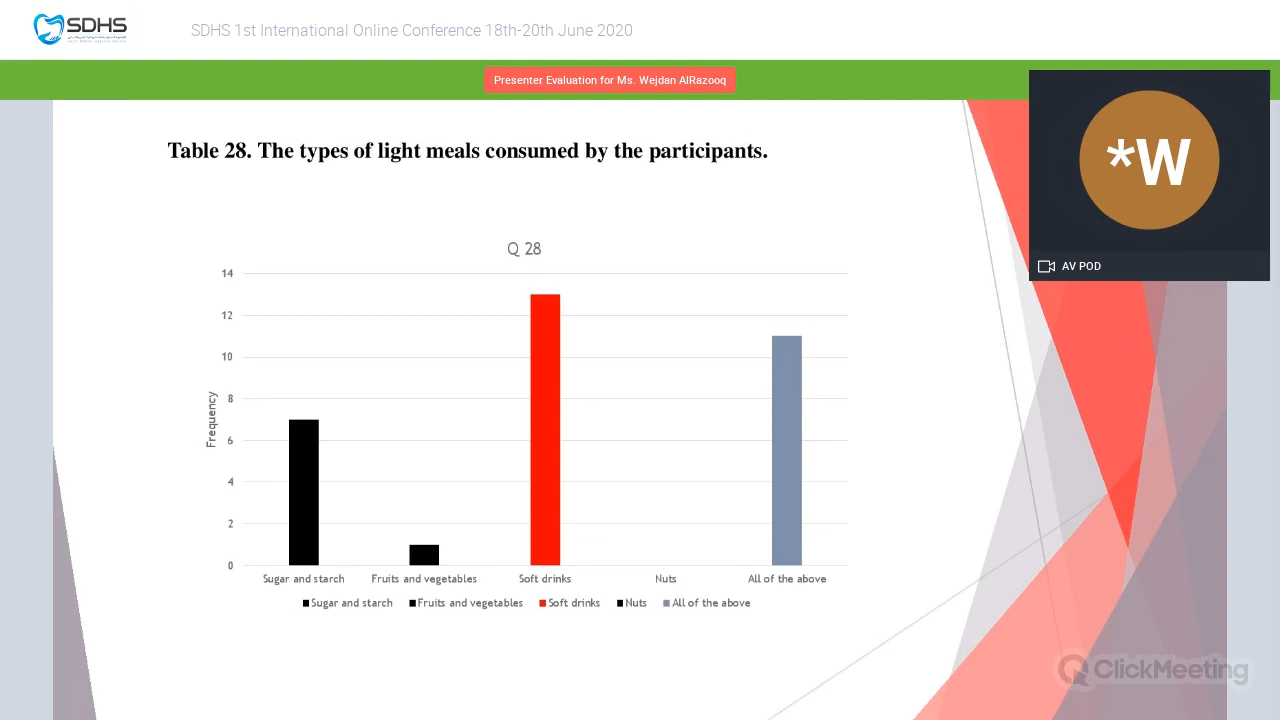 SDHS
SDHS 1st International Online Conference 18th-20th June 2020
Presenter Evaluation for Ms. Wejdan AlRazooq
*W
AV POD
Table 28. The types of light meals consumed by the participants.
Q 28
14
12
10
8
6
4
2
0
Frequency
Sugar and starch Fruits and vegetables Soft drinks Nuts All of the above
Sugar and starch Fruits and vegetables Soft drinks Nuts All of the above
ClickMeeting